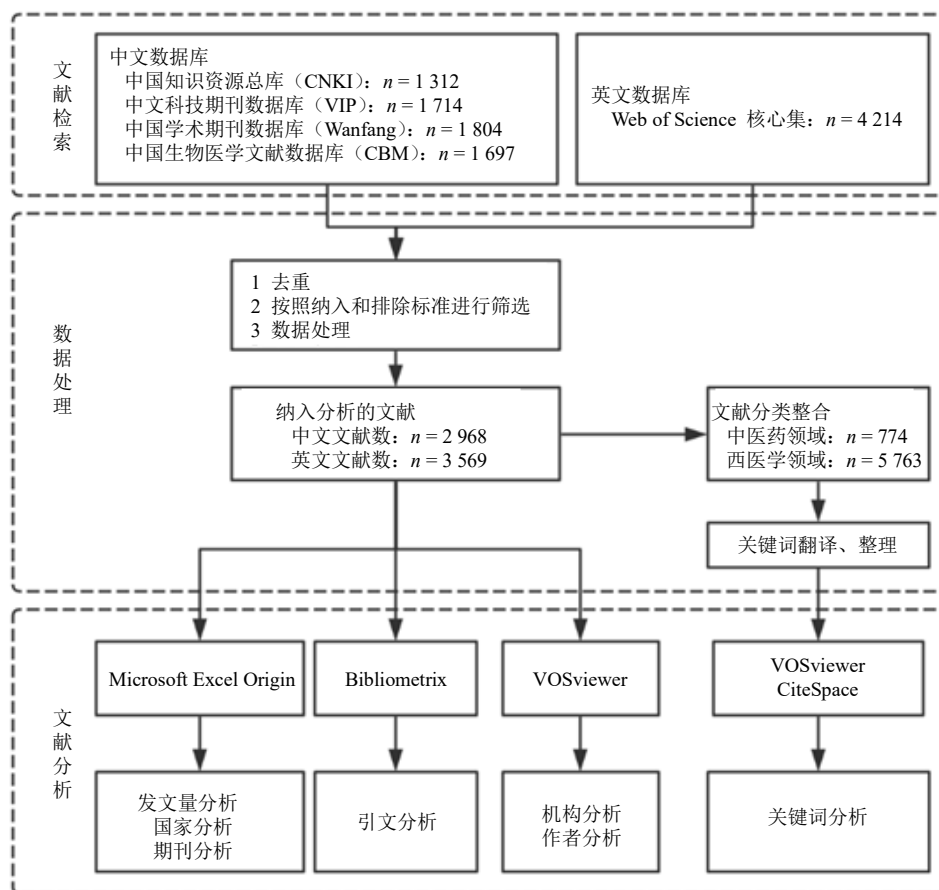 文献检索
中文数据库
中国知识资源总库（CNKI）：n = 1 312
中文科技期刊数据库（VIP）：n = 1 714
中国学术期刊数据库（Wanfang）：n = 1 804
中国生物医学文献数据库（CBM）：n = 1 697
英文数据库
Web of Science 核心集：n = 4 214
数据处理
1 去重
2 按照纳入和排除标准进行筛选
3 数据处理
纳入分析的文献
中文文献数：n = 2 968
英文文献数：n = 3 569
文献分类整合
中医药领域：n = 774
西医学领域：n = 5 763
关键词翻译、整理
文献分析
Microsoft Excel Origin
Bibliometrix
VOSviewer
VOSviewer
CiteSpace
发文量分析
国家分析
期刊分析
引文分析
机构分析
作者分析
关键词分析